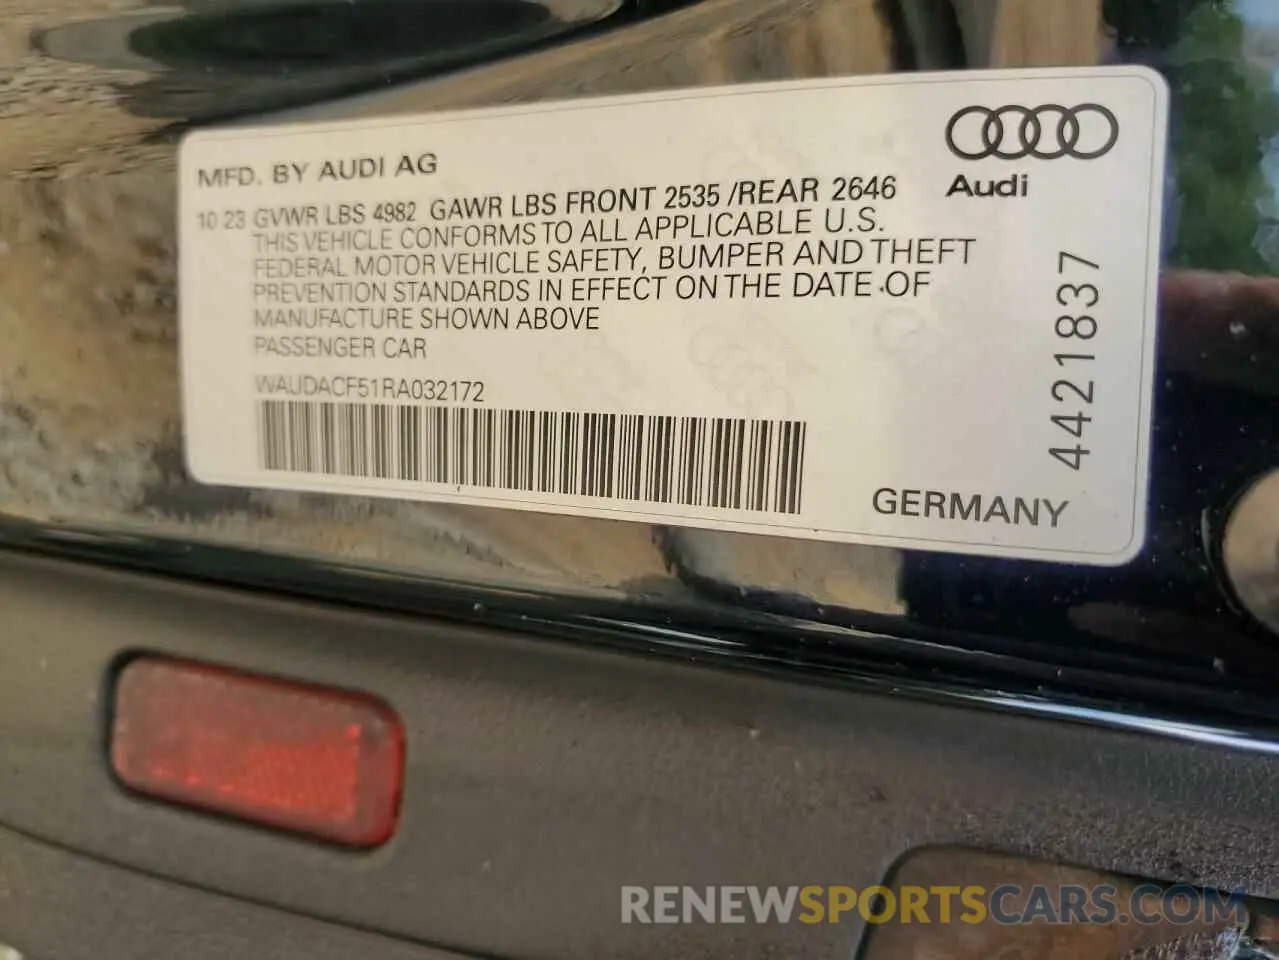 MFD. BY AUDI AG
Audi
10 23 GVWR LBS 4982 GAWR LBS FRONT 2535 /REAR 2646
THIS VEHICLE CONFORMS TO ALL APPLICABLE U.S.
FEDERAL MOTOR VEHICLE SAFETY, BUMPER AND THEFT
PREVENTION STANDARDS IN EFFECT ON THE DATE OF
MANUFACTURE SHOWN ABOVE
PASSENGER CAR
WAUDACF51RA032172
4421837
GERMANY
RENEWSPORTSCARS.COM